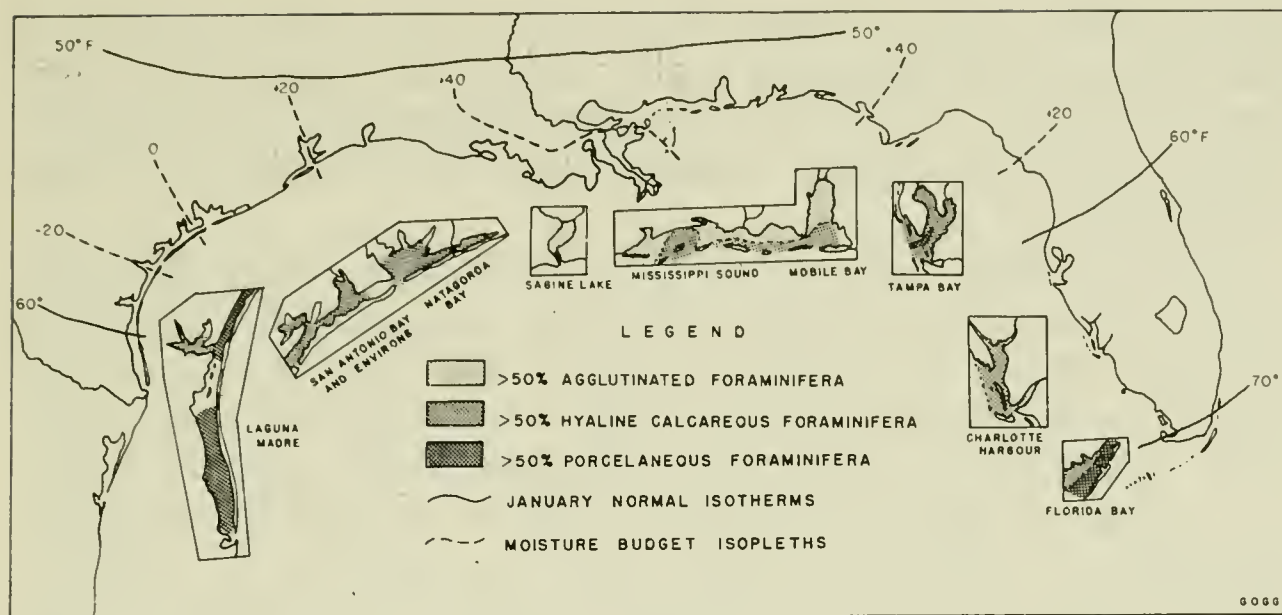 50°F
50°
+40
+20
+40
+20
0
60°F
-20
60°
70°
SABINE LAKE
MISSISSIPPI SOUND
MOBILE BAY
TAMPA BAY
SAN ANTONIO BAY
AND ENVIRONS
NATAGOROA
BAY
LAGUNA
MADRE
CHARLOTTE
HARBOUR
FLORIDA BAY
LEGEND
>50% AGGLUTINATED FORAMINIFERA
>50% HYALINE CALCAREOUS FORAMINIFERA
>50% PORCELANEOUS FORAMINIFERA
JANUARY NORMAL ISOTHERMS
MOISTURE BUDGET ISOPLETHS
GOGG